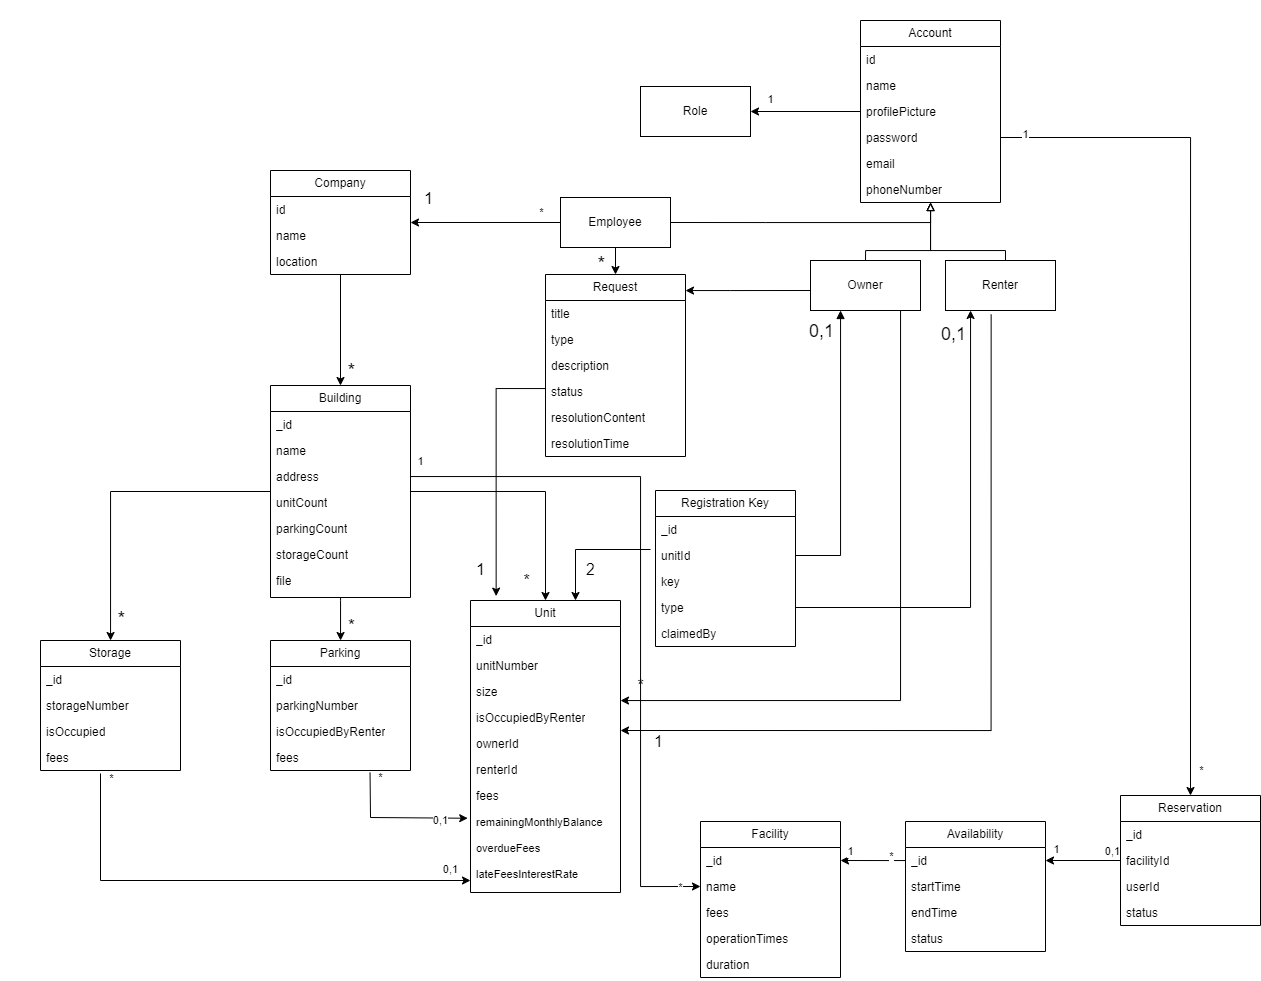 Account
id
name
profilePicture
password
email
phoneNumber
Role
1
1
Company
id
name
location
1
*
Employee
*
Request
title
type
description
status
resolutionContent
resolutionTime
Owner
Renter
0,1
0,1
*
Building
_id
name
address
unitCount
parkingCount
storageCount
file
1
Registration Key
_id
unitId
key
type
claimedBy
1
*
2
*
*
Storage
_id
storageNumber
isOccupied
fees
*
Parking
_id
parkingNumber
isOccupiedByRenter
fees
*
Unit
_id
unitNumber
size
isOccupiedByRenter
ownerId
renterId
fees
remainingMonthlyBalance
overdueFees
lateFeesInterestRate
0,1
0,1
*
1
*
Facility
_id
name
fees
operationTimes
duration
1
*
Availability
_id
startTime
endTime
status
1
0,1
*
Reservation
_id
facilityId
userId
status